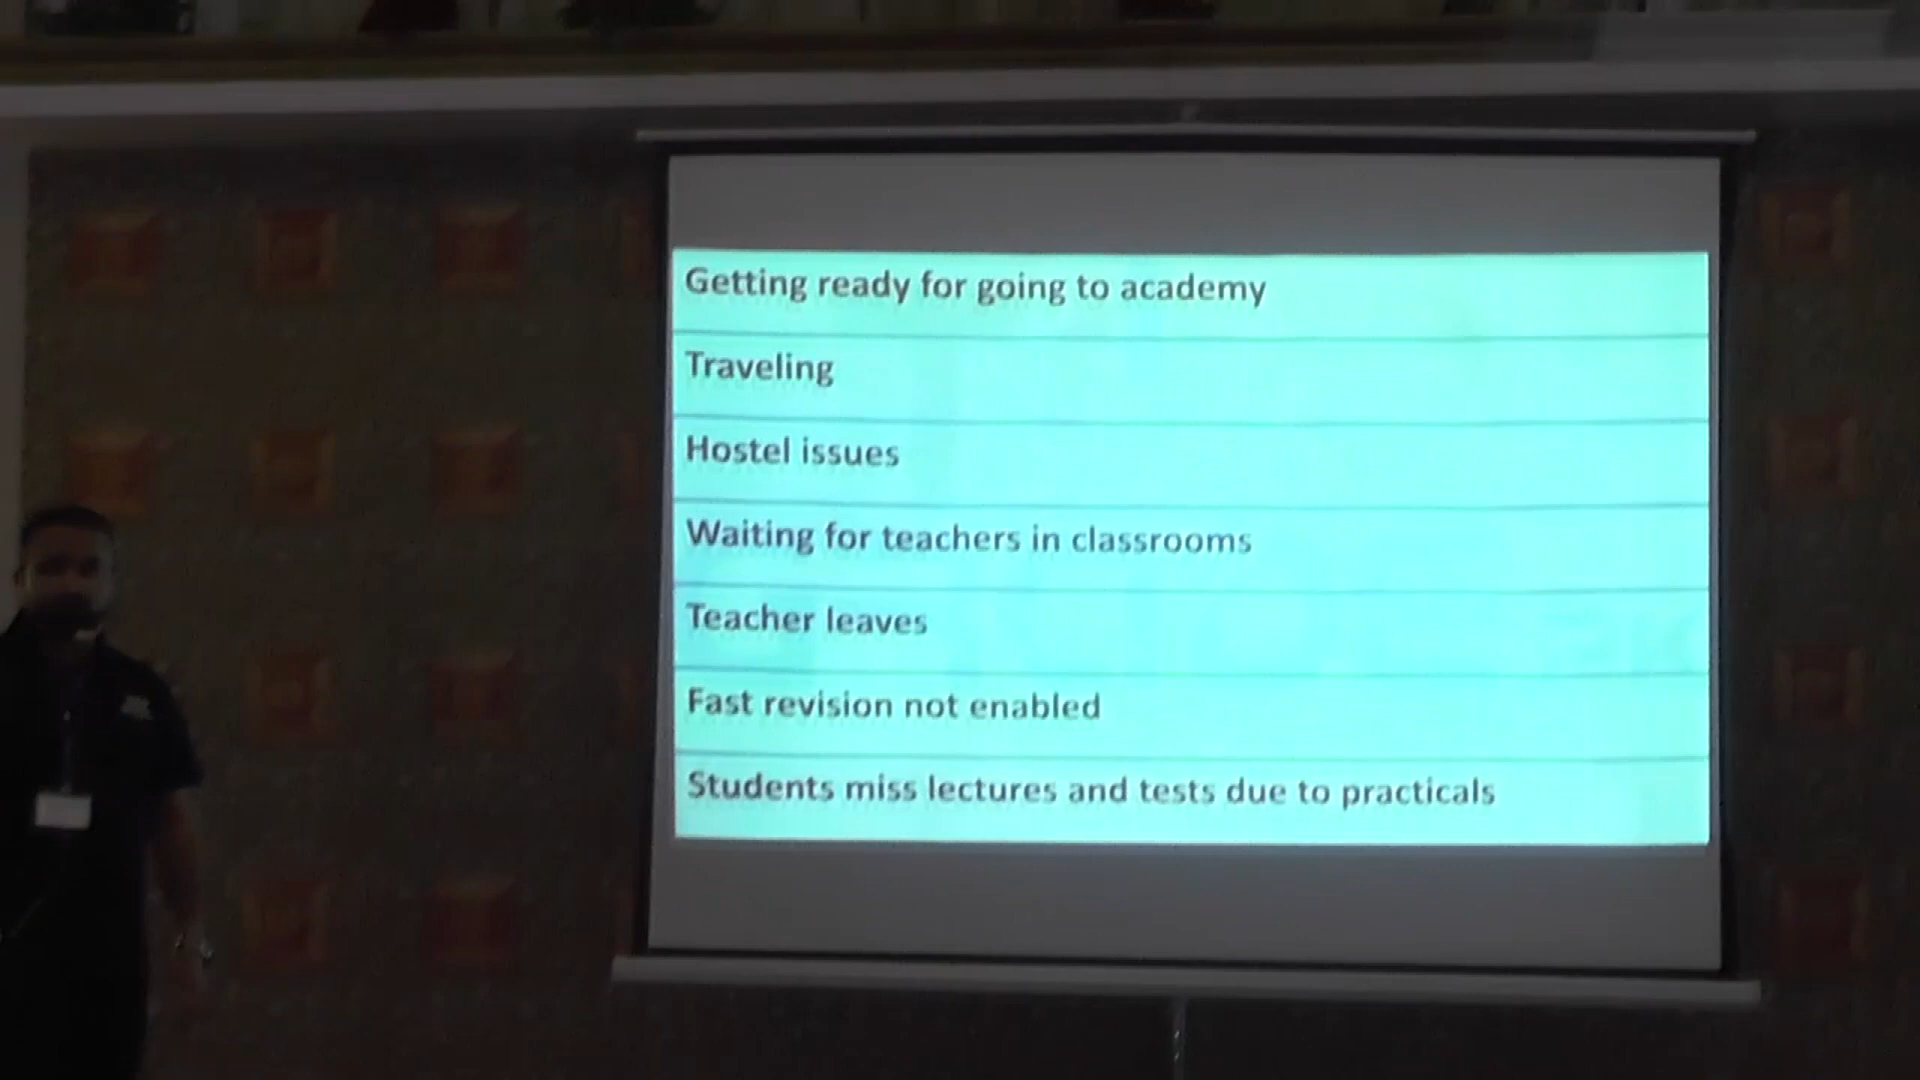 Getting ready for going to academy
Traveling
Hostel issues
Waiting for teachers in classrooms
Teacher leaves
Fast revision not enabled
Students miss lectures and tests due to practicals